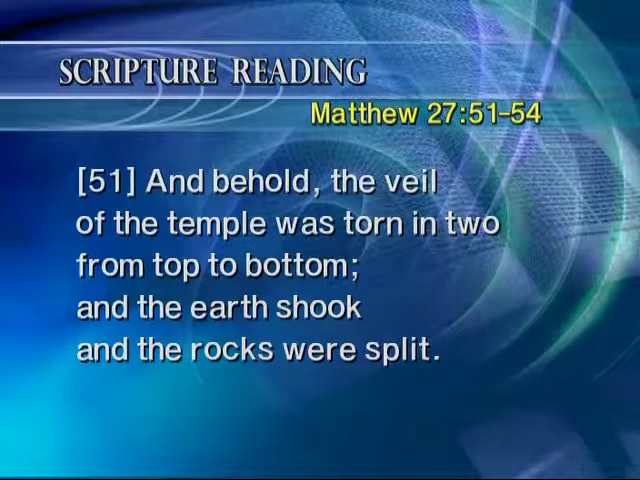 SCRIPTURE READING
Matthew 27:51-54
[51] And behold, the veil
of the temple was torn in two
from top to bottom;
and the earth shook
and the rocks were split.